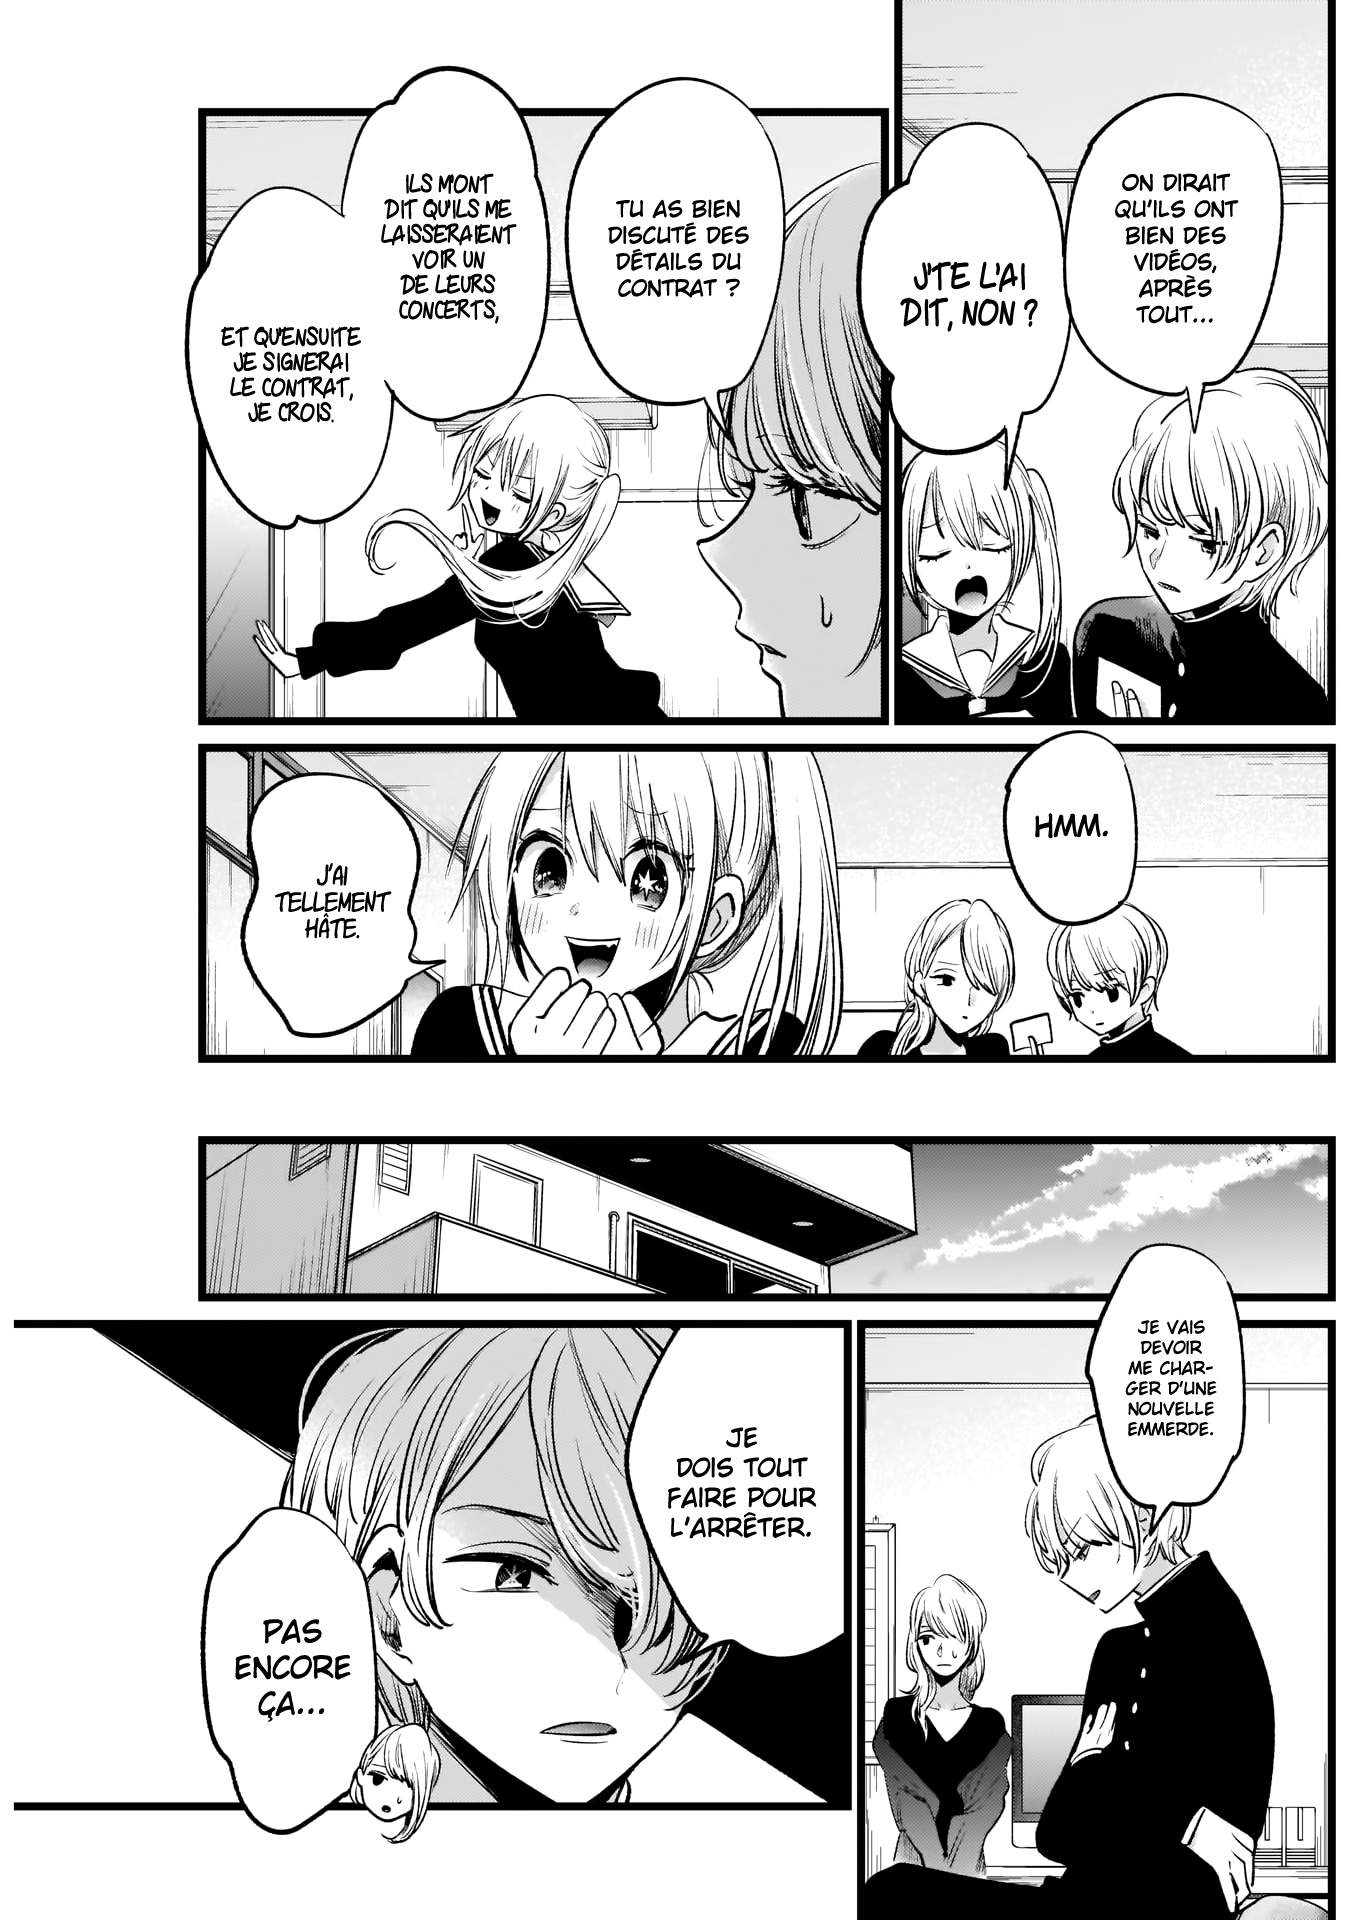 ON DIRAIT
QU'ILS ONT
BIEN DES
VIDÉOS,
APRÈS
TOUT...
J'TE L'AI
DIT, NON ?
TU AS BIEN
DISCUTÉ DES
DÉTAILS DU
CONTRAT ?
ILS M'ONT
DIT QU'ILS ME
LAISSERAIENT
VOIR UN
DE LEURS
CONCERTS,
ET QU'ENSUITE
JE SIGNERAI
LE CONTRAT,
JE CROIS.
HMM.
J'AI
TELLEMENT
HÂTE.
JE VAIS
DEVOIR
ME CHAR-
GER D'UNE
NOUVELLE
EMMERDE.
JE
DOIS TOUT
FAIRE POUR
L'ARRÊTER.
PAS
ENCORE
ÇA...